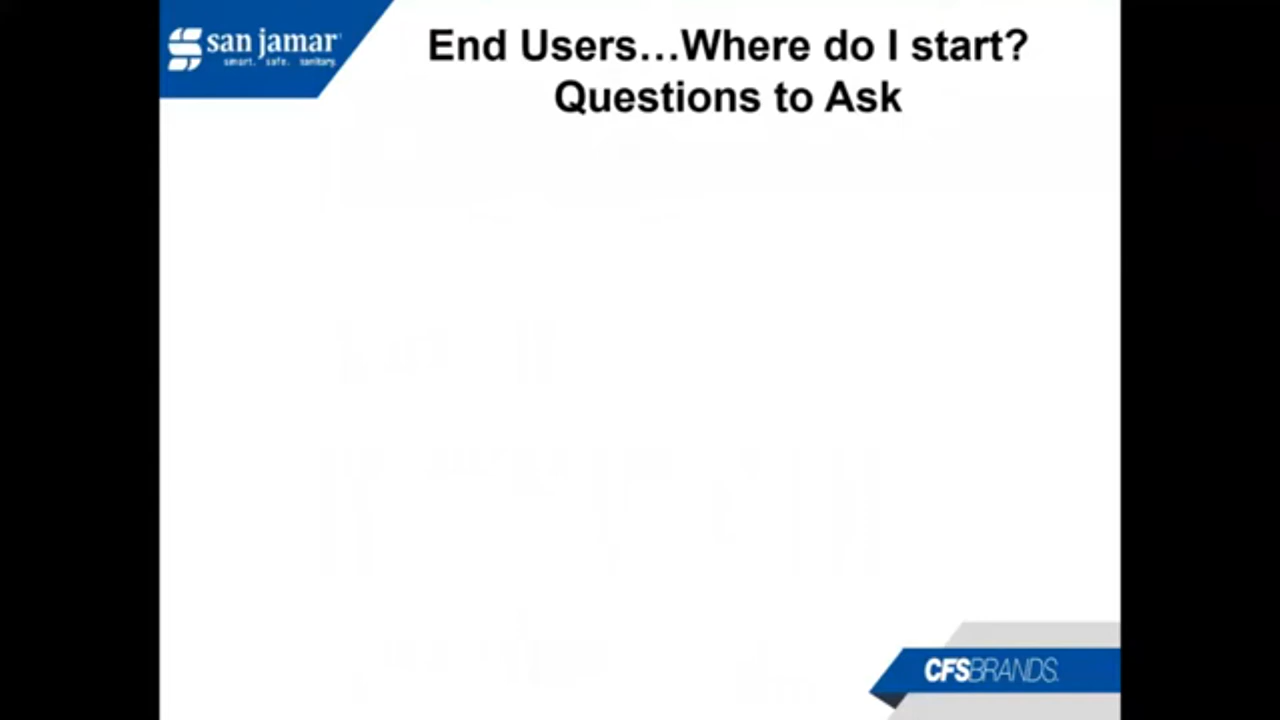 san jamar
smart. safe. sanitary.
End Users...Where do I start?
Questions to Ask
CFSBRANDS.